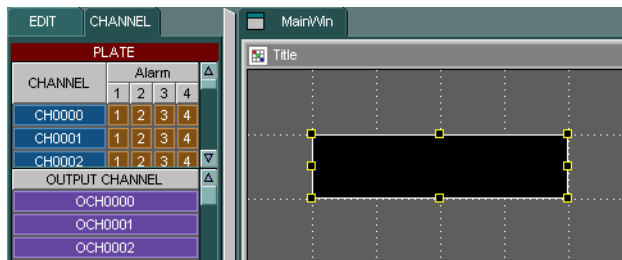 EDIT CHANNEL
PLATE
CHANNEL Alarm
1 2 3 4
CH0000 1 2 3 4
CH0001 1 2 3 4
CH0002 1 2 3 4
OUTPUT CHANNEL
OCH0000
OCH0001
OCH0002
MainWin
Title